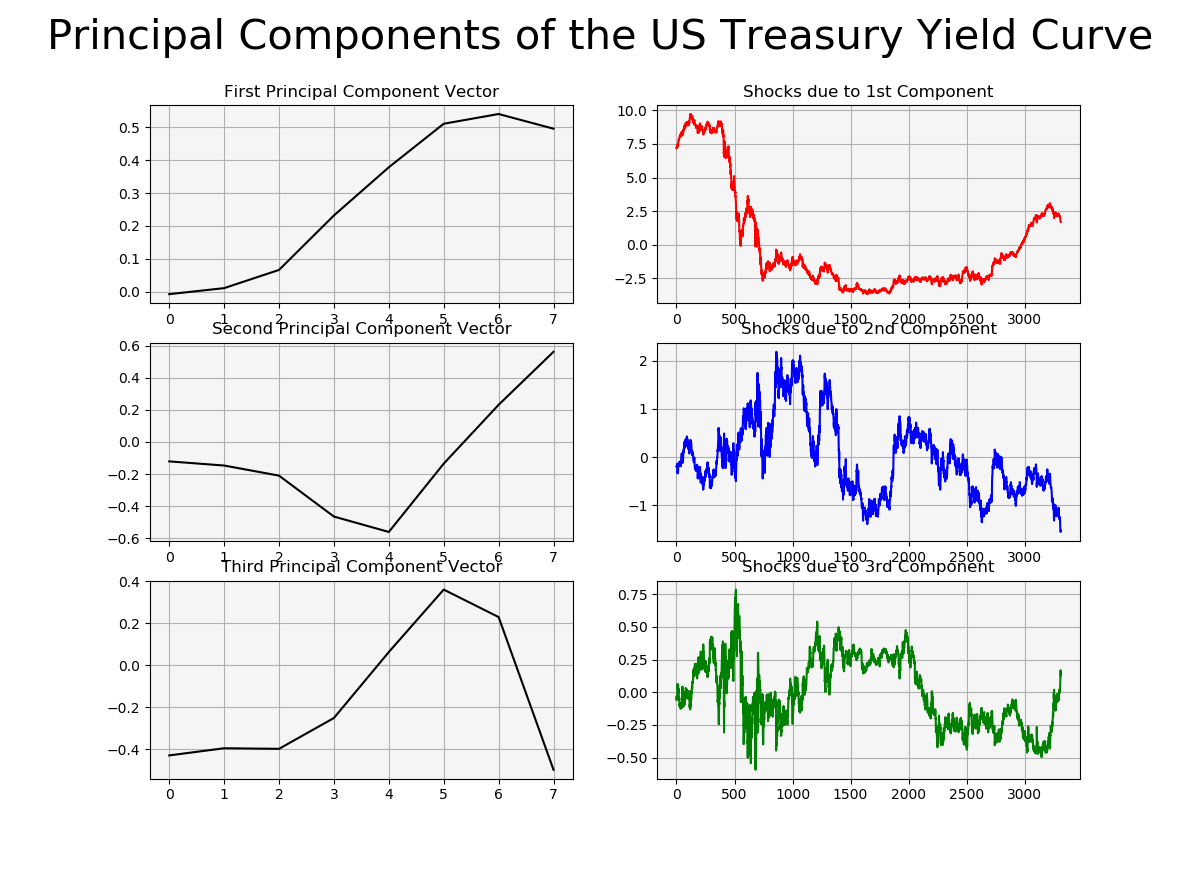 Principal Components of the US Treasury Yield Curve
First Principal Component Vector
0.5
0.4
0.3
0.2
0.1
0.0
0 1 2 3 4 5 6 7
Shocks due to 1st Component
10.0
7.5
5.0
2.5
0.0
−2.5
0 500 1000 1500 2000 2500 3000
Second Principal Component Vector
0.6
0.4
0.2
0.0
−0.2
−0.4
−0.6
0 1 2 3 4 5 6 7
Shocks due to 2nd Component
2
1
0
−1
0 500 1000 1500 2000 2500 3000
Third Principal Component Vector
0.4
0.2
0.0
−0.2
−0.4
0 1 2 3 4 5 6 7
Shocks due to 3rd Component
0.75
0.50
0.25
0.00
−0.25
−0.50
0 500 1000 1500 2000 2500 3000